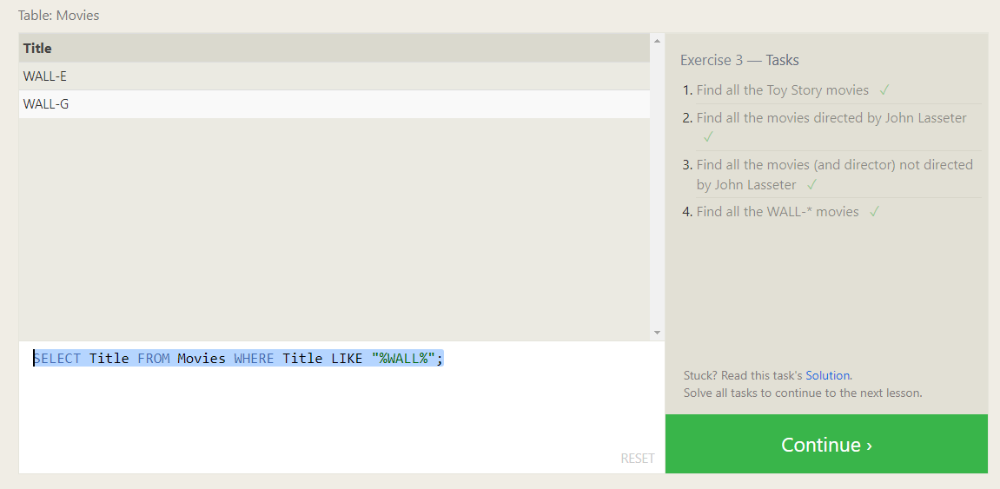 Table: Movies
Title
WALL-E
WALL-G
SELECT Title FROM Movies WHERE Title LIKE "%WALL%";
RESET
Exercise 3 — Tasks
1. Find all the Toy Story movies ✓
2. Find all the movies directed by John Lasseter
✓
3. Find all the movies (and director) not directed
by John Lasseter ✓
4. Find all the WALL-* movies ✓
Stuck? Read this task's Solution.
Solve all tasks to continue to the next lesson.
Continue ›